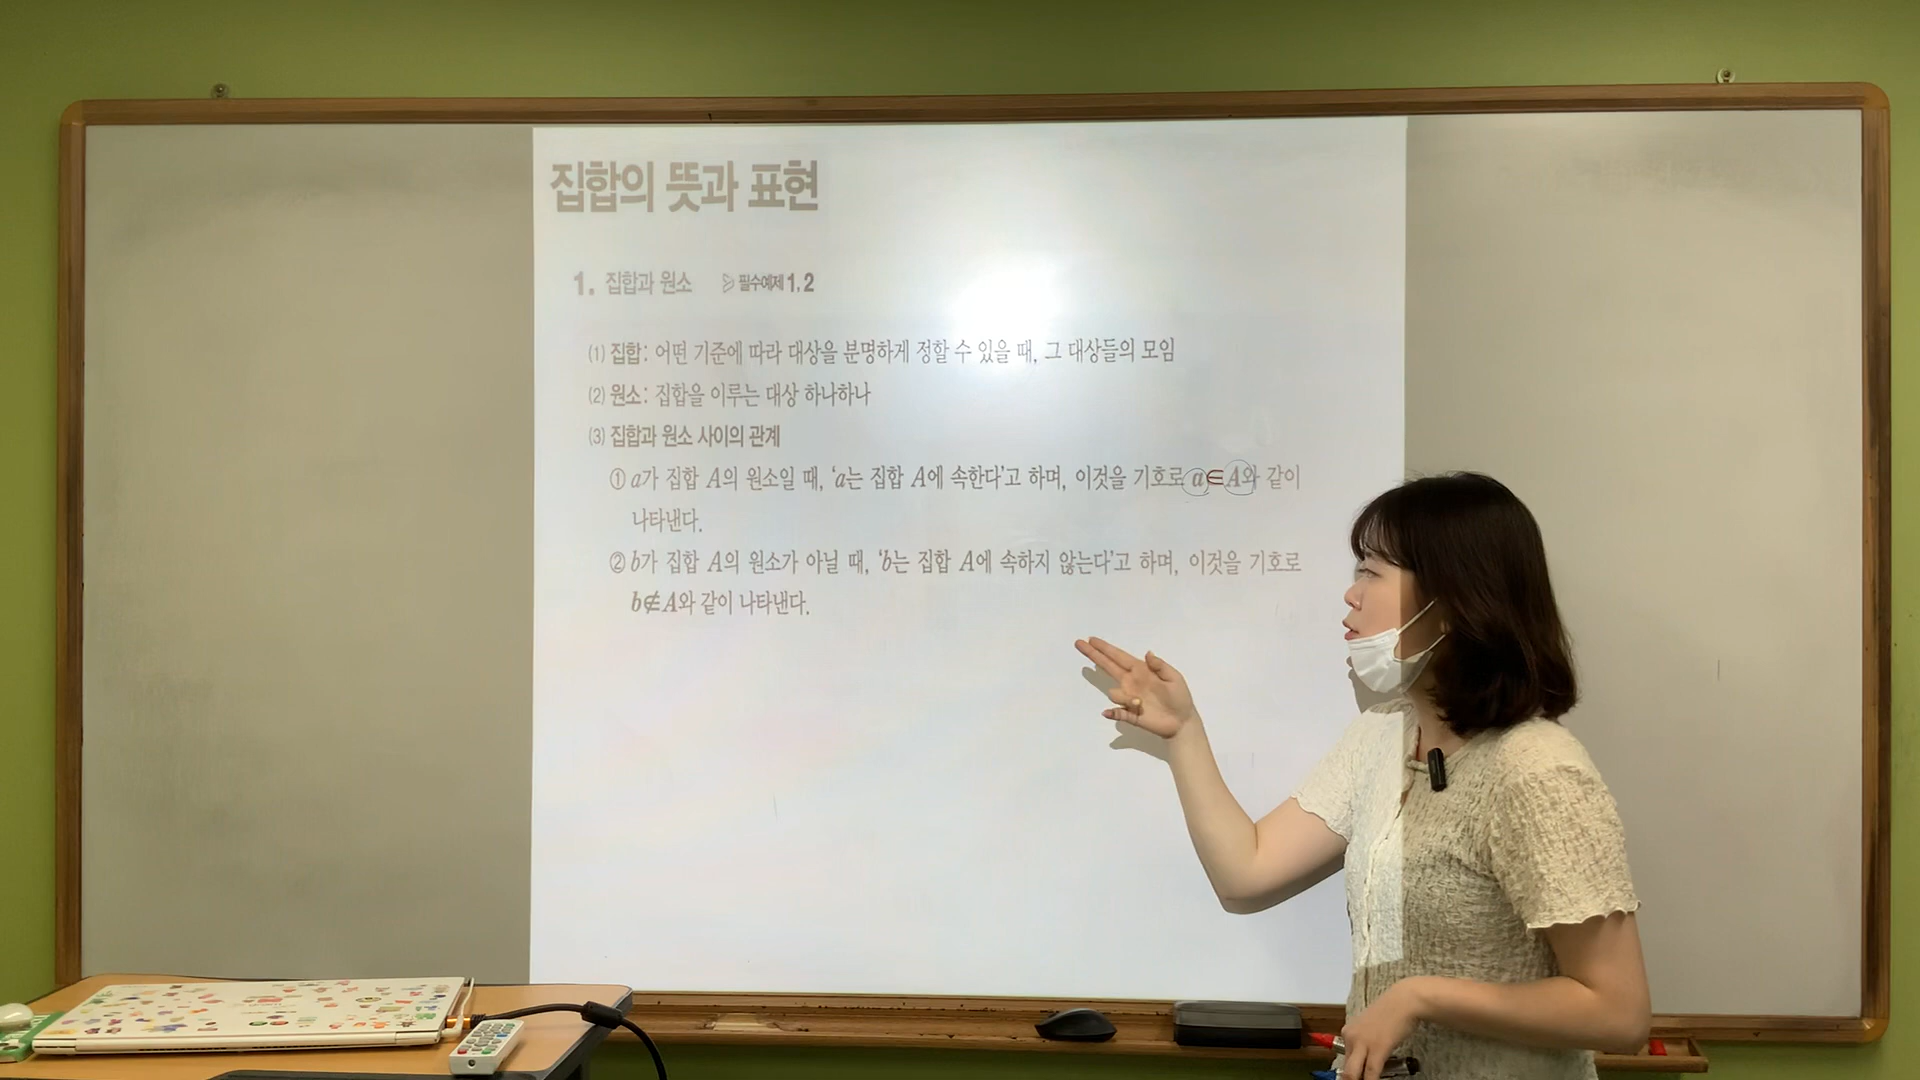 집합의 뜻과 표현
1. 집합과 원소 ▷ 필수예제 1, 2
(1) 집합: 어떤 기준에 따라 대상을 분명하게 정할 수 있을 때, 그 대상들의 모임
(2) 원소: 집합을 이루는 대상 하나하나
(3) 집합과 원소 사이의 관계
① a가 집합 A의 원소일 때, ‘a는 집합 A에 속한다’고 하며, 이것을 기호로 a∈A와 같이
나타낸다.
② b가 집합 A의 원소가 아닐 때, ‘b는 집합 A에 속하지 않는다’고 하며, 이것을 기호로
b∉A와 같이 나타낸다.